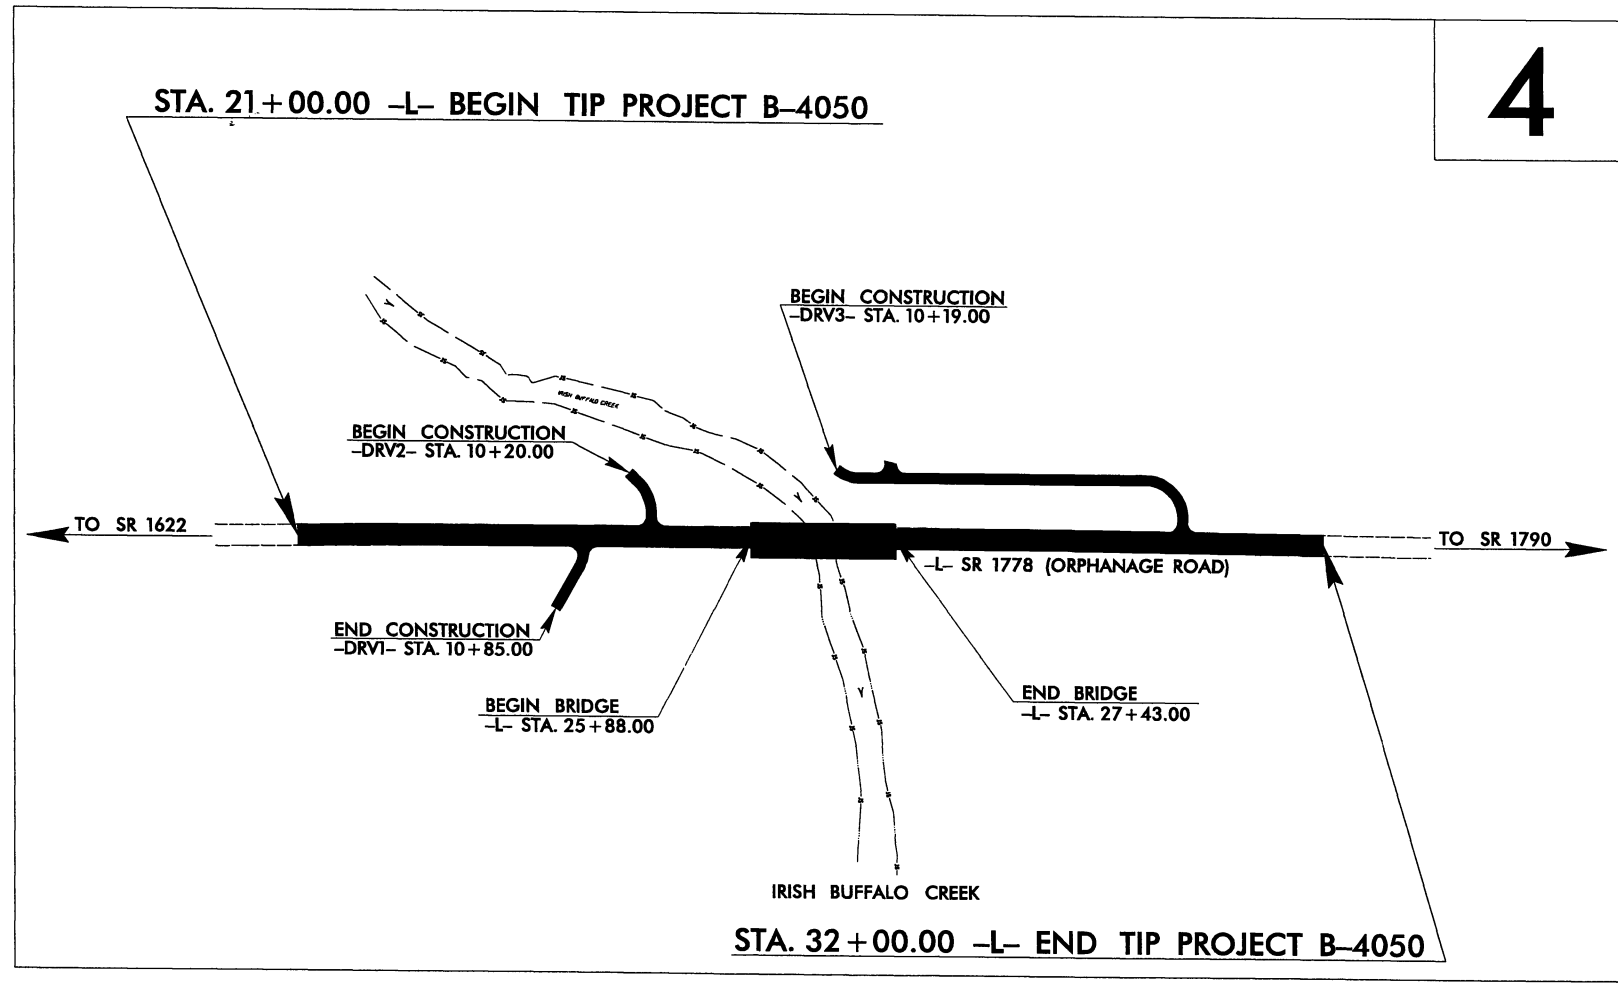 4
STA. 21+00.00 –L– BEGIN TIP PROJECT B–4050
BEGIN CONSTRUCTION
–DRV3– STA. 10+19.00
IRISH BUFFALO CREEK
BEGIN CONSTRUCTION
–DRV2– STA. 10+20.00
TO SR 1622
TO SR 1790
–L– SR 1778 (ORPHANAGE ROAD)
END CONSTRUCTION
–DRV1– STA. 10+85.00
BEGIN BRIDGE
–L– STA. 25+88.00
END BRIDGE
–L– STA. 27+43.00
IRISH BUFFALO CREEK
STA. 32+00.00 –L– END TIP PROJECT B–4050